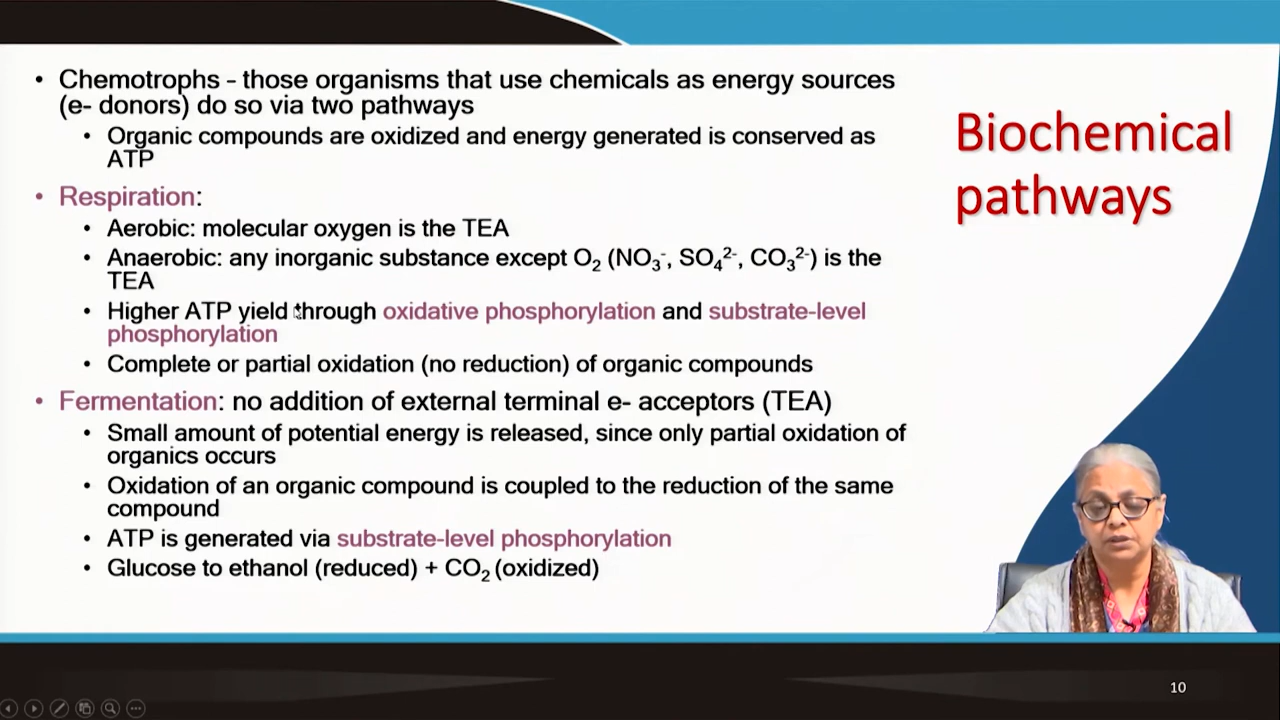 • Chemotrophs – those organisms that use chemicals as energy sources
(e- donors) do so via two pathways
• Organic compounds are oxidized and energy generated is conserved as
ATP
• Respiration:
• Aerobic: molecular oxygen is the TEA
• Anaerobic: any inorganic substance except O₂ (NO₃⁻, SO₄²⁻, CO₃²⁻) is the
TEA
• Higher ATP yield through oxidative phosphorylation and substrate-level
phosphorylation
• Complete or partial oxidation (no reduction) of organic compounds
• Fermentation: no addition of external terminal e- acceptors (TEA)
• Small amount of potential energy is released, since only partial oxidation of
organics occurs
• Oxidation of an organic compound is coupled to the reduction of the same
compound
• ATP is generated via substrate-level phosphorylation
• Glucose to ethanol (reduced) + CO₂ (oxidized)
Biochemical
pathways
10